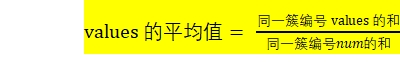 values 的平均值 = 同一簇编号 values 的和
同一簇编号num的和